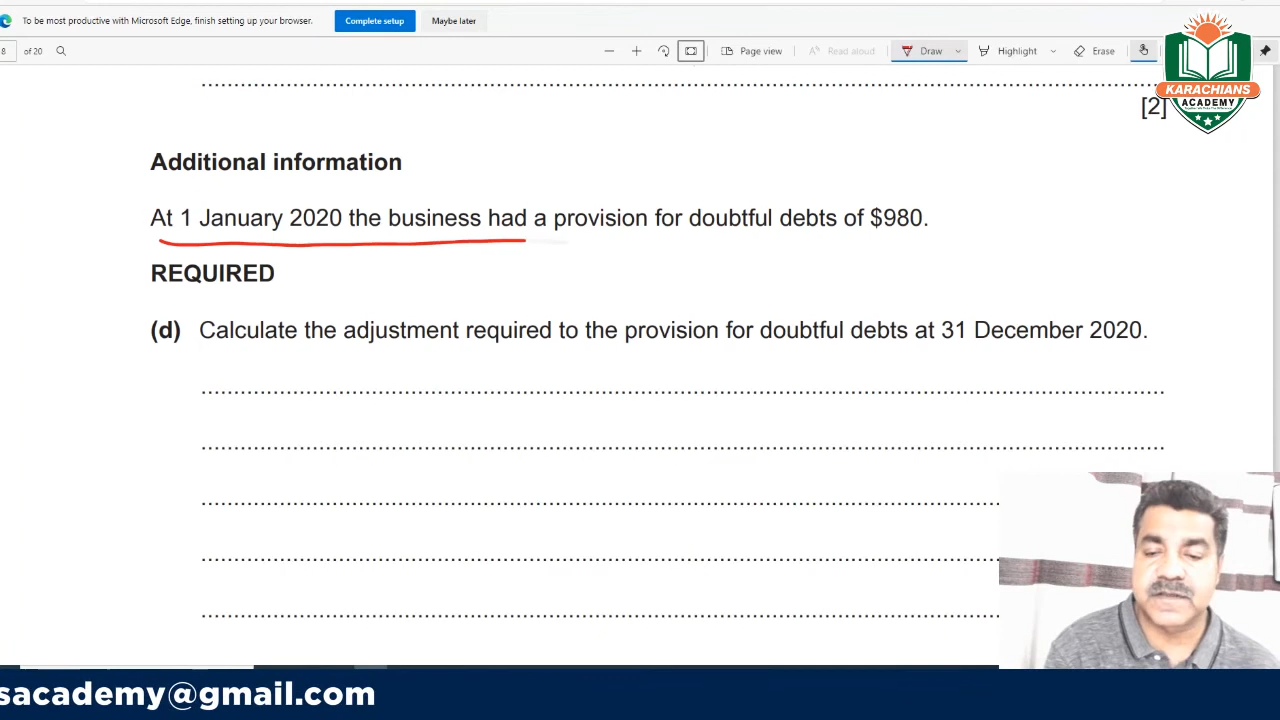 To be most productive with Microsoft Edge, finish setting up your browser. Complete setup Maybe later
8 of 20 Page view Read aloud Draw Highlight Erase
KARACHIANS
ACADEMY
[2]
Additional information
At 1 January 2020 the business had a provision for doubtful debts of $980.
REQUIRED
(d) Calculate the adjustment required to the provision for doubtful debts at 31 December 2020.
sacademy@gmail.com